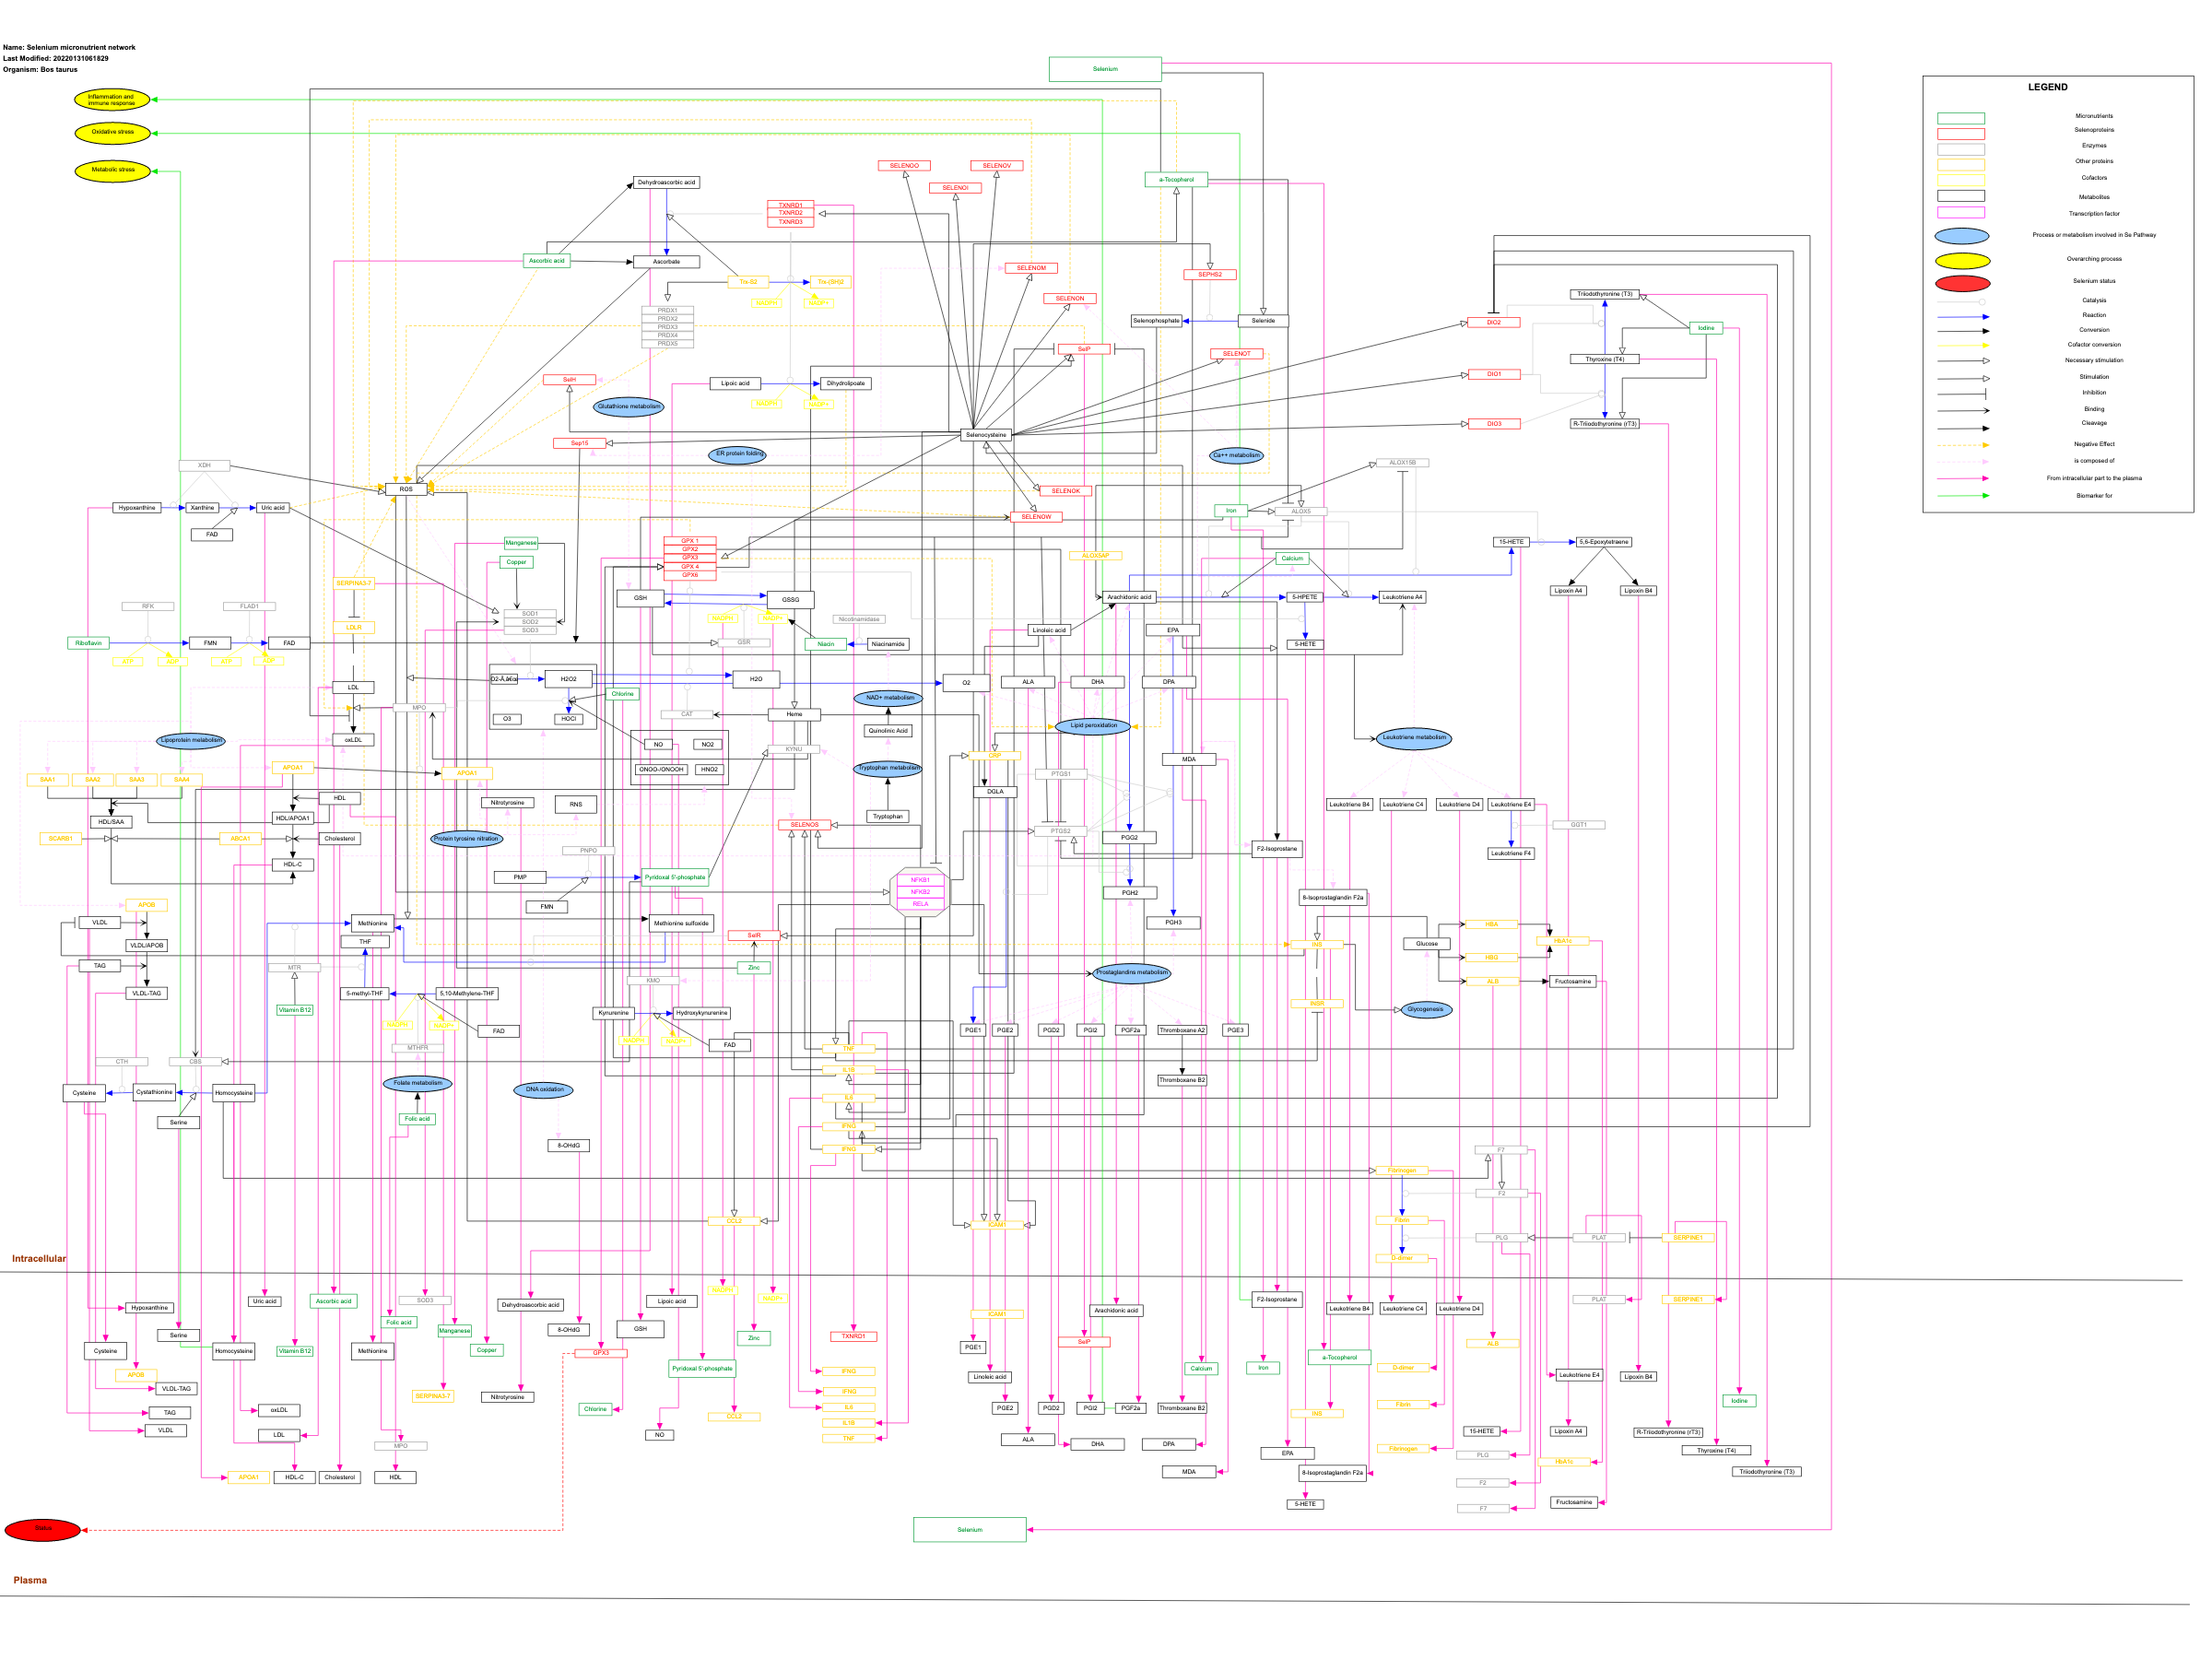 Name: Selenium micronutrient network
Last Modified: 20220131061829
Organism: Bos taurus
Selenium
LEGEND
Micronutrients
Selenoproteins
Enzymes
Other proteins
Cofactors
Metabolites
Transcription factor
Process or metabolism involved in Se Pathway
Overarching process
Selenium status
Catalysis
Reaction
Conversion
Cofactor conversion
Necessary stimulation
Stimulation
Inhibition
Binding
Cleavage
Negative Effect
is composed of
From intracellular part to the plasma
Biomarker for
Inflammation and
immune response
Oxidative stress
Metabolic stress
SELENOO
SELENOV
SELENOI
a-Tocopherol
Dehydroascorbic acid
TXNRD1
TXNRD2
TXNRD3
Ascorbic acid
Ascorbate
SELENOM
SEPHS2
Trx-(SH)2
NADPH
NADP+
SELENON
PRDX1
PRDX2
PRDX3
PRDX4
PRDX5
Selenophosphate
Selenide
Triiodothyronine (T3)
DIO2
Iodine
SelP
SELENOT
Thyroxine (T4)
SelH
Lipoic acid
Dihydrolipoate
NADPH
NADP+
DIO1
Glutathione metabolism
DIO3
R-Triodothyronine (rT3)
Selenocysteine
Sep15
ER protein folding
Ca++ metabolism
XDH
ALOX15B
ROS
SELENOK
Hypoxanthine
Xanthine
Uric acid
FAD
SELENOW
Iron
ALOX5
Manganese
Copper
GPX 1
GPX2
GPX3
GPX 4
GPX6
ALOX5AP
Calcium
15-HETE
5,6-Epoxytetraene
SERPINA3-7
GSH
GSSG
Arachidonic acid
5-HPETE
Leukotriene A4
Lipoxin A4
Lipoxin B4
RFK
FLAD1
SOD1
SOD2
SOD3
LDLR
NADPH
NADP+
Nicotinamidase
Linoleic acid
EPA
Riboflavin
FMN
FAD
GSR
Niacin
Niacinamide
5-HETE
ATP
ADP
ATP
ADP
LDL
H2O2
H2O
O2
ALA
DHA
DPA
Chlorine
NAD+ metabolism
MPO
O3
HOCl
CAT
Heme
Lipid peroxidation
Quinolinic Acid
Lipoprotein metabolism
oxLDL
NO
NO2
KYNU
CRP
Leukotriene metabolism
MDA
ONOO-/ONOOH
HNO2
Tryptophan metabolism
SAA1
SAA2
SAA3
SAA4
APOA1
APOA1
PTGS1
DGLA
HDL
Nitrotyrosine
RNS
Tryptophan
Leukotriene B4
Leukotriene C4
Leukotriene D4
Leukotriene E4
HDL/SAA
HDL/APOA1
SELENOS
GGT1
SCARB1
ABCA1
Cholesterol
Protein tyrosine nitration
PTGS2
PGG2
PNPO
F2-Isoprostane
Leukotriene F4
HDL-C
PMP
Pyridoxal 5'-phosphate
NFKB1
NFKB2
RELA
PGH2
8-Isoprostaglandin F2a
APOB
FMN
VLDL
Methionine
Methionine sulfoxide
PGH3
HBA
THF
SelR
VLDL/APOB
INS
Glucose
HbA1c
HBG
TAG
MTR
Zinc
Prostaglandins metabolism
KMO
ALB
Fructosamine
VLDL-TAG
5-methyl-THF
5,10-Methylene-THF
Vitamin B12
INSR
Glycogenesis
Kynurenine
Hydroxykynurenine
NADPH
NADP+
FAD
PGE1
PGE2
PGD2
PGI2
PGF2a
Thromboxane A2
PGE3
NADPH
NADP+
FAD
MTHFR
TNF
CTH
CBS
IL1B
Thromboxane B2
Folate metabolism
DNA oxidation
Cysteine
Cystathionine
Homocysteine
IL6
Folic acid
Serine
IFNG
8-OHdG
IFNG
F7
Fibrinogen
F2
CCL2
ICAM1
Fibrin
PLG
PLAT
SERPINE1
D-dimer
Intracellular
Uric acid
Ascorbic acid
SOD3
Dehydroascorbic acid
Lipoic acid
NADPH
NADP+
F2-Isoprostane
PLAT
SERPINE1
Hypoxanthine
Folic acid
Manganese
8-OHdG
GSH
Zinc
TXNRD1
ICAM1
Arachidonic acid
Leukotriene B4
Leukotriene C4
Leukotriene D4
Serine
Cysteine
Homocysteine
Vitamin B12
Methionine
Copper
GPX3
PGE1
SelP
ALB
a-Tocopherol
APOB
VLDL-TAG
SERPINA3-7
Nitrotyrosine
Pyridoxal 5'-phosphate
IFNG
Linoleic acid
Calcium
Iron
D-dimer
Leukotriene E4
Lipoxin B4
TAG
oxLDL
Chlorine
CCL2
IFNG
IL6
PGE2
PGD2
PGI2
PGF2a
Thromboxane B2
INS
Fibrin
Iodine
VLDL
LDL
MPO
NO
IL1B
TNF
ALA
DHA
DPA
EPA
Fibrinogen
15-HETE
PLG
Lipoxin A4
R-Triodothyronine (rT3)
Thyroxine (T4)
APOA1
HDL-C
Cholesterol
HDL
MDA
8-Isoprostaglandin F2a
HbA1c
Triiodothyronine (T3)
F2
5-HETE
F7
Fructosamine
Status
Selenium
Plasma